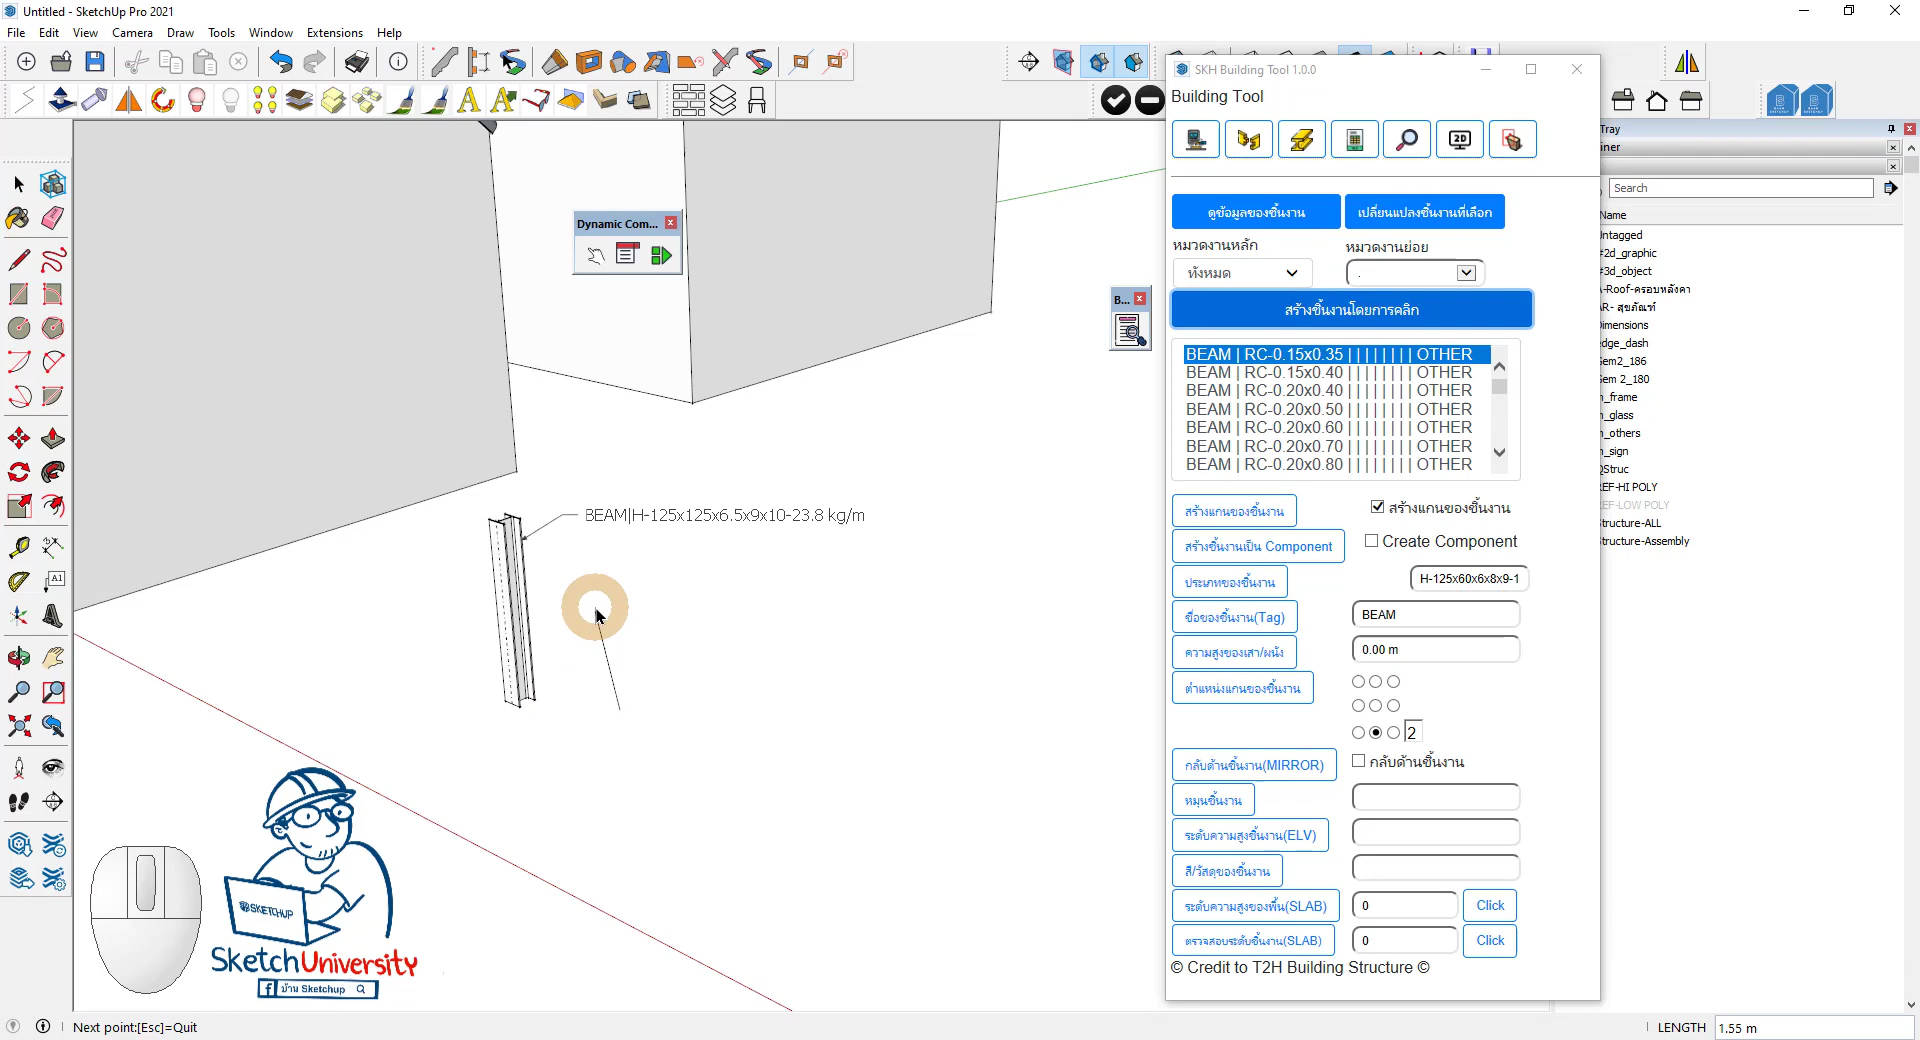 Untitled - SketchUp Pro 2021
File Edit View Camera Draw Tools Window Extensions Help
SKH Building Tool 1.0.0
Building Tool
2D
ดูข้อมูลของชิ้นงาน
เปลี่ยนแปลงชิ้นงานที่เลือก
หมวดงานหลัก
หมวดงานย่อย
ทั้งหมด
.
สร้างชิ้นงานโดยการคลิก
BEAM | RC-0.15x0.35 | | | | | | | | OTHER
BEAM | RC-0.15x0.40 | | | | | | | | OTHER
BEAM | RC-0.20x0.40 | | | | | | | | OTHER
BEAM | RC-0.20x0.50 | | | | | | | | OTHER
BEAM | RC-0.20x0.60 | | | | | | | | OTHER
BEAM | RC-0.20x0.70 | | | | | | | | OTHER
BEAM | RC-0.20x0.80 | | | | | | | | OTHER
สร้างแกนของชิ้นงาน
สร้างแกนของชิ้นงาน
สร้างชิ้นงานเป็น Component
Create Component
ประเภทของชิ้นงาน
H-125x60x6x8x9-1
ชื่อของชิ้นงาน(Tag)
BEAM
ความสูงของเสา/ผนัง
0.00 m
ตำแหน่งแกนของชิ้นงาน
2
กลับด้านชิ้นงาน(MIRROR)
กลับด้านชิ้นงาน
หมุนชิ้นงาน
ระดับความสูงชิ้นงาน(ELV)
สี/วัสดุของชิ้นงาน
ระดับความสูงของพื้น(SLAB)
0
Click
ตรวจสอบระดับชิ้นงาน(SLAB)
0
Click
© Credit to T2H Building Structure ©
Dynamic Com...
B...
BEAM|H-125x125x6.5x9x10-23.8 kg/m
A1
SKETCHUP
SketchUniversity
f บ้าน Sketchup
Tray
iner
Search
Name
Untagged
#2d_graphic
#3d_object
A-Roof-ครอบหลังคา
AR- สุขภัณฑ์
Dimensions
edge_dash
Gem2_186
Gem 2_180
n_frame
n_glass
n_others
n_sign
QStruc
REF-HI POLY
REF-LOW POLY
Structure-ALL
Structure-Assembly
Next point:[Esc]=Quit
LENGTH
1.55 m